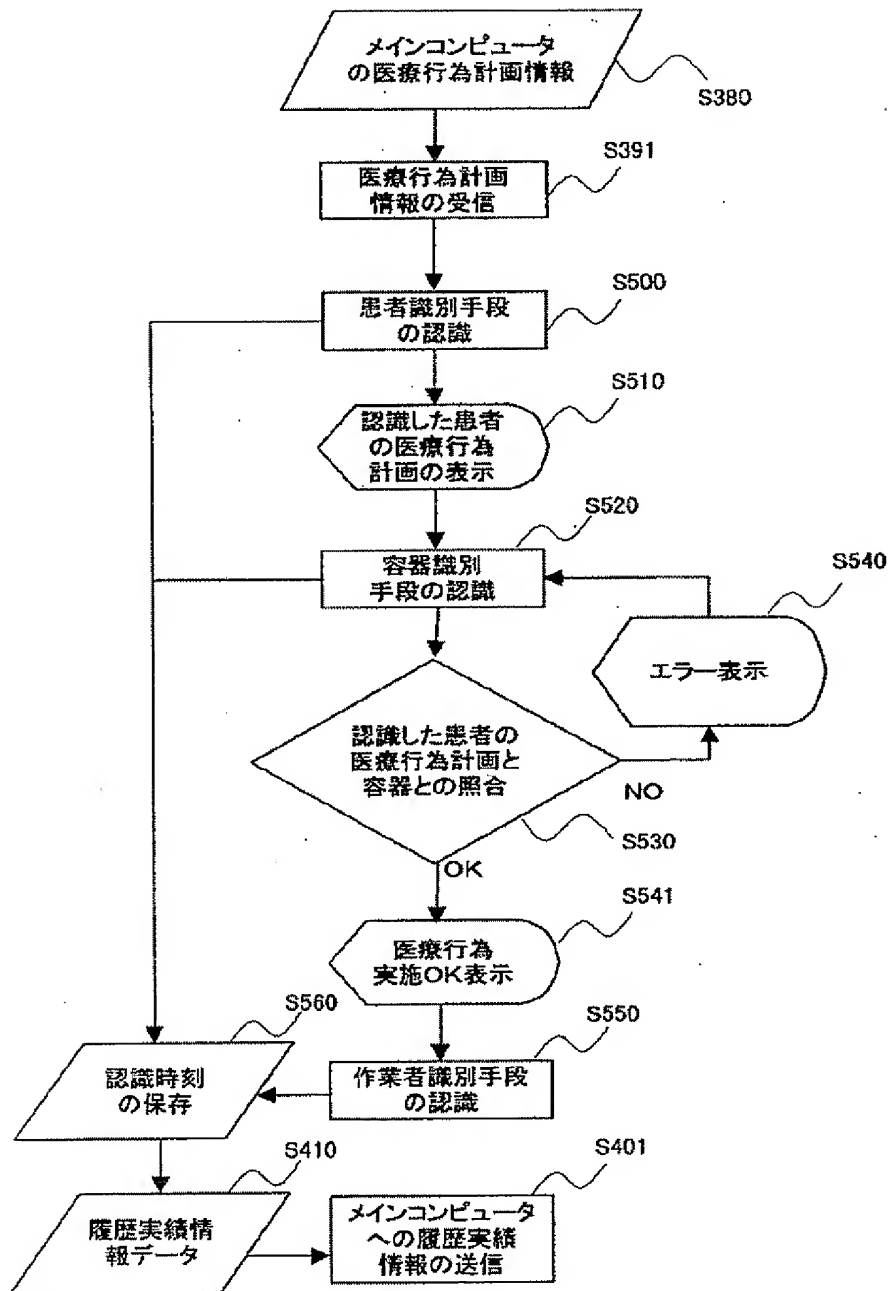 メインコンピュータ
の医療行為計画情報
S380
S391
医療行為計画
情報の受信
S500
患者識別手段
の認識
S510
認識した患者
の医療行為
計画の表示
S520
容器識別
手段の認識
S540
エラー表示
認識した患者の
医療行為計画と
容器との照合
NO
S530
OK
S541
医療行為
実施OK表示
S560
S550
認識時刻
の保存
作業者識別手段
の認識
S410
S401
履歴実績情
報データ
メインコンピュータ
への履歴実績
情報の送信